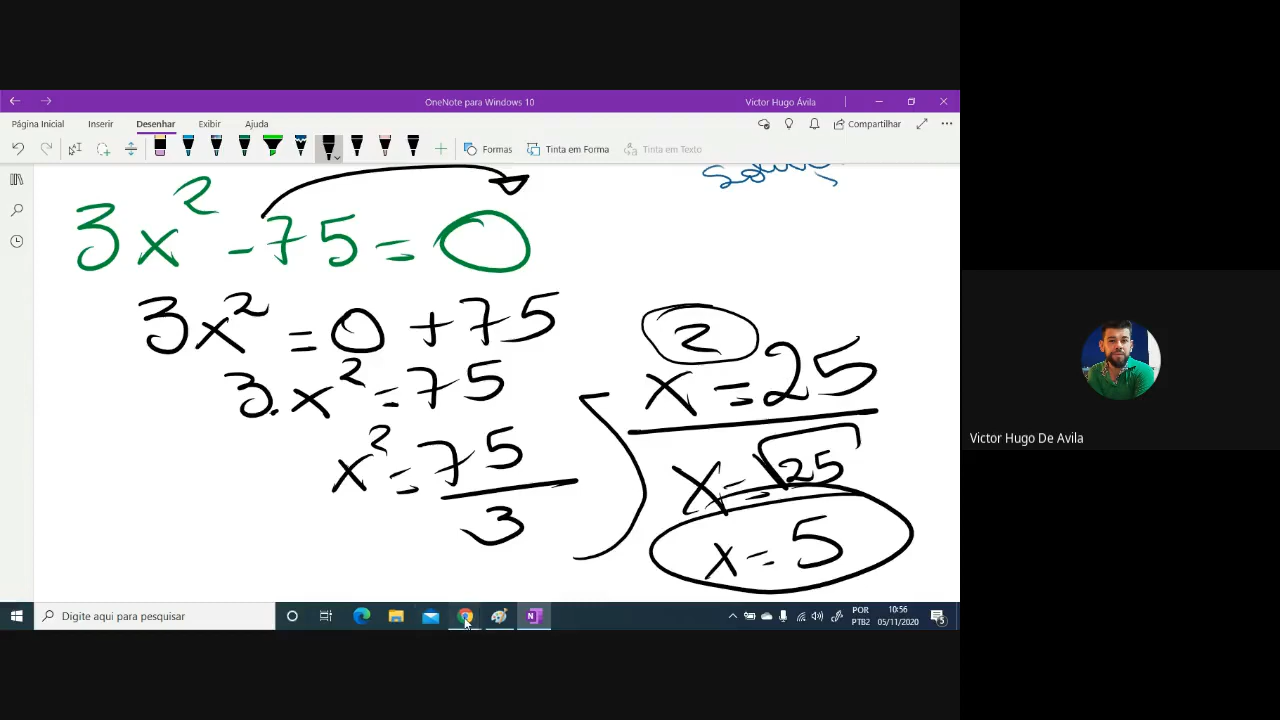 OneNote para Windows 10
Victor Hugo Ávila
Página Inicial Inserir Desenhar Exibir Ajuda
Compartilhar
Formas Tinta em Forma Tinta em Texto
3x² - 75 = 0
3x² = 0 + 75
3.x² = 75
x² = 75/3
x² = 25
x = √25
x = 5
Victor Hugo De Avila
Digite aqui para pesquisar
POR
PTB2
10:56
05/11/2020
5